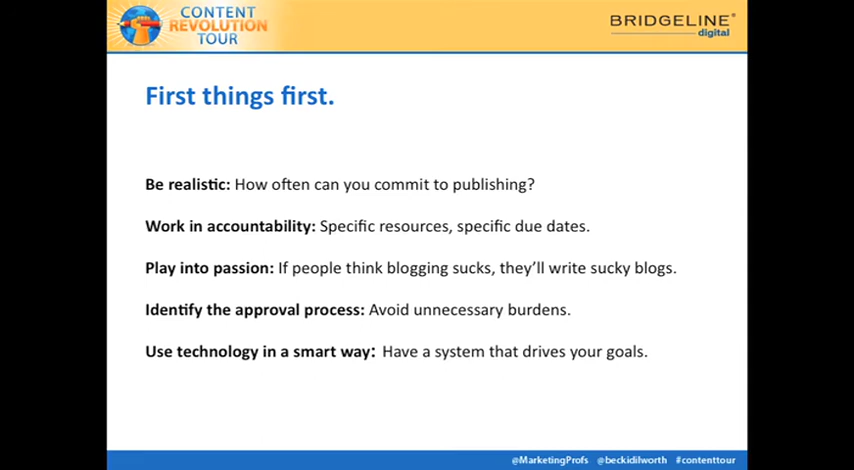 CONTENT
REVOLUTION
TOUR
BRIDGELINE®
digital
First things first.
Be realistic: How often can you commit to publishing?
Work in accountability: Specific resources, specific due dates.
Play into passion: If people think blogging sucks, they'll write sucky blogs.
Identify the approval process: Avoid unnecessary burdens.
Use technology in a smart way: Have a system that drives your goals.
@MarketingProfs @beckidilworth #contenttour